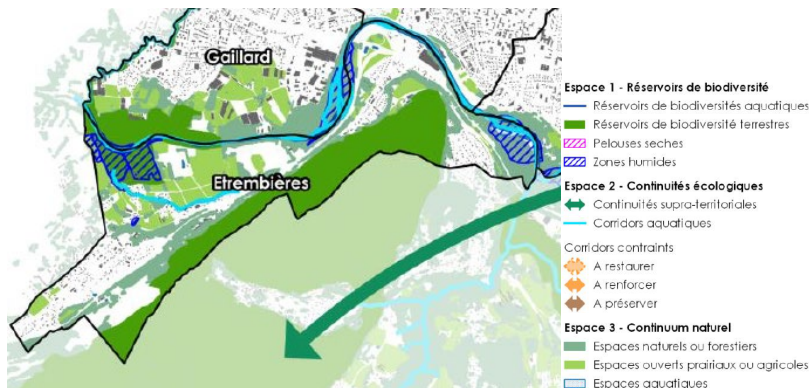 Gaillard
Etrembières
Espace 1 - Réservoirs de biodiversité
Réservoirs de biodiversités aquatiques
Réservoirs de biodiversité terrestres
Pelouses seches
Zones humides
Espace 2 - Continuités écologiques
Continuités supra-territoriales
Corridors aquatiques
Corridors contraints
A restaurer
A renforcer
A préserver
Espace 3 - Continuum naturel
Espaces naturels ou forestiers
Espaces ouverts prairiaux ou agricoles
Espaces aquatiques